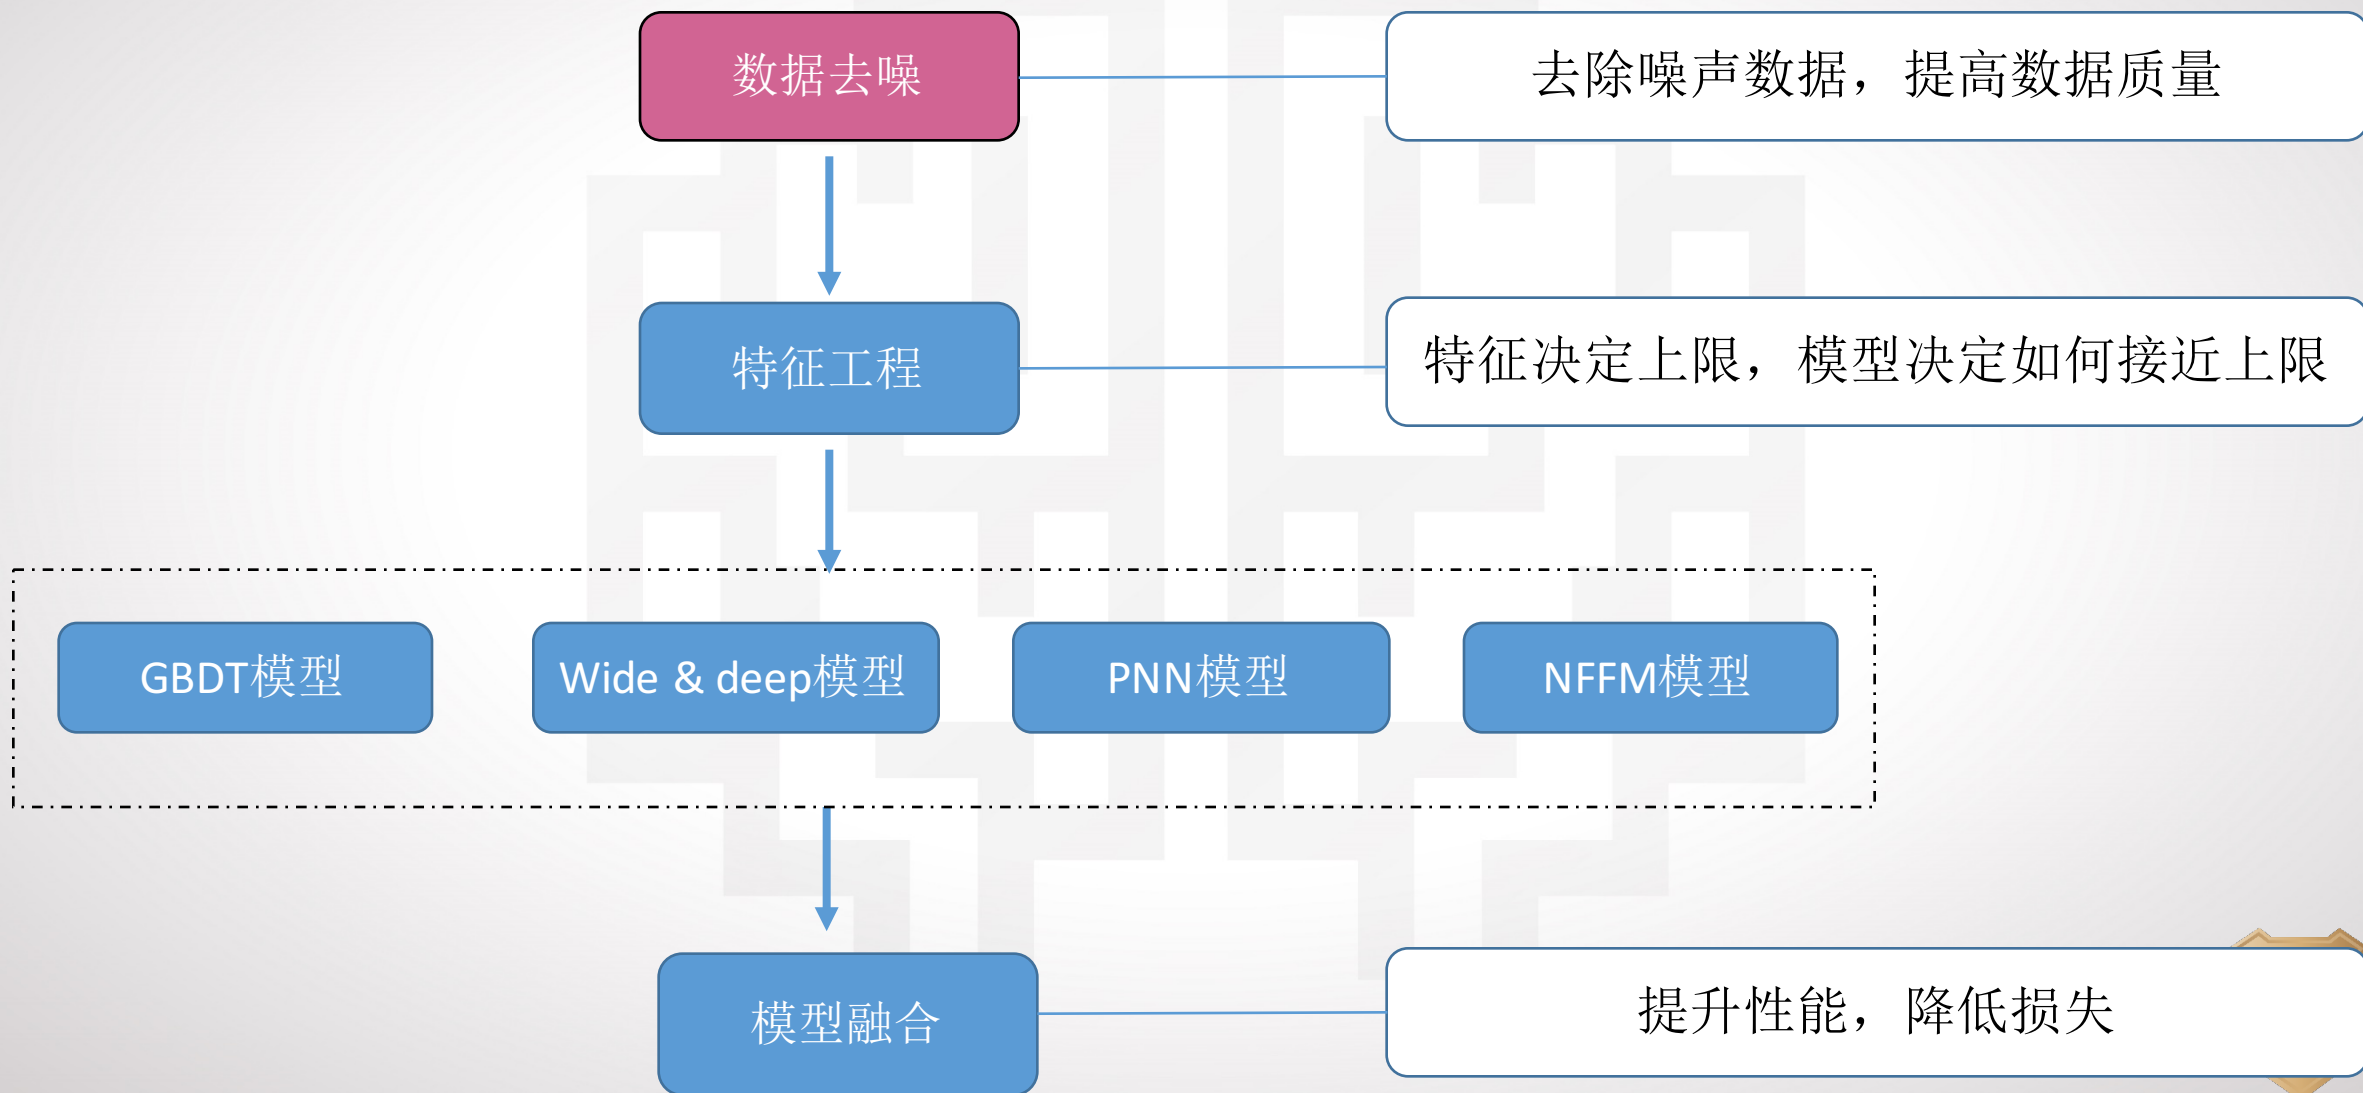 数据去噪
去除噪声数据，提高数据质量
特征工程
特征决定上限，模型决定如何接近上限
GBDT模型
Wide & deep模型
PNN模型
NFFM模型
模型融合
提升性能，降低损失